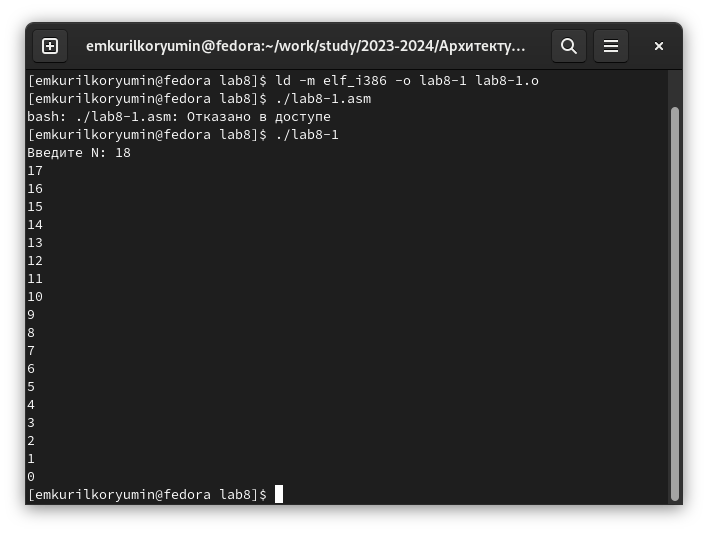 emkurilkoryumin@fedora:~/work/study/2023-2024/Архитекту...
[emkurilkoryumin@fedora lab8]$ ld -m elf_i386 -o lab8-1 lab8-1.o
[emkurilkoryumin@fedora lab8]$ ./lab8-1.asm
bash: ./lab8-1.asm: Отказано в доступе
[emkurilkoryumin@fedora lab8]$ ./lab8-1
Введите N: 18
17
16
15
14
13
12
11
10
9
8
7
6
5
4
3
2
1
0
[emkurilkoryumin@fedora lab8]$